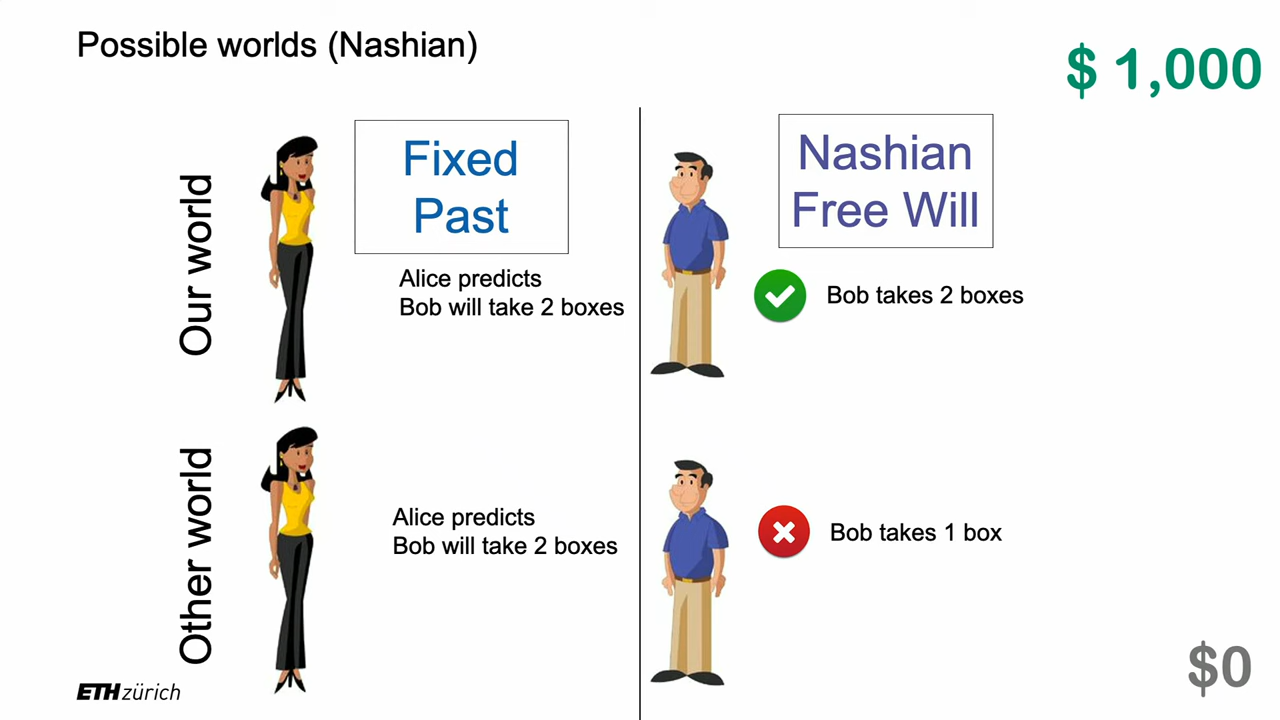 Possible worlds (Nashian)
$ 1,000
Our world
Fixed
Past
Alice predicts
Bob will take 2 boxes
Nashian
Free Will
Bob takes 2 boxes
Other world
Alice predicts
Bob will take 2 boxes
Bob takes 1 box
$0
ETH zürich